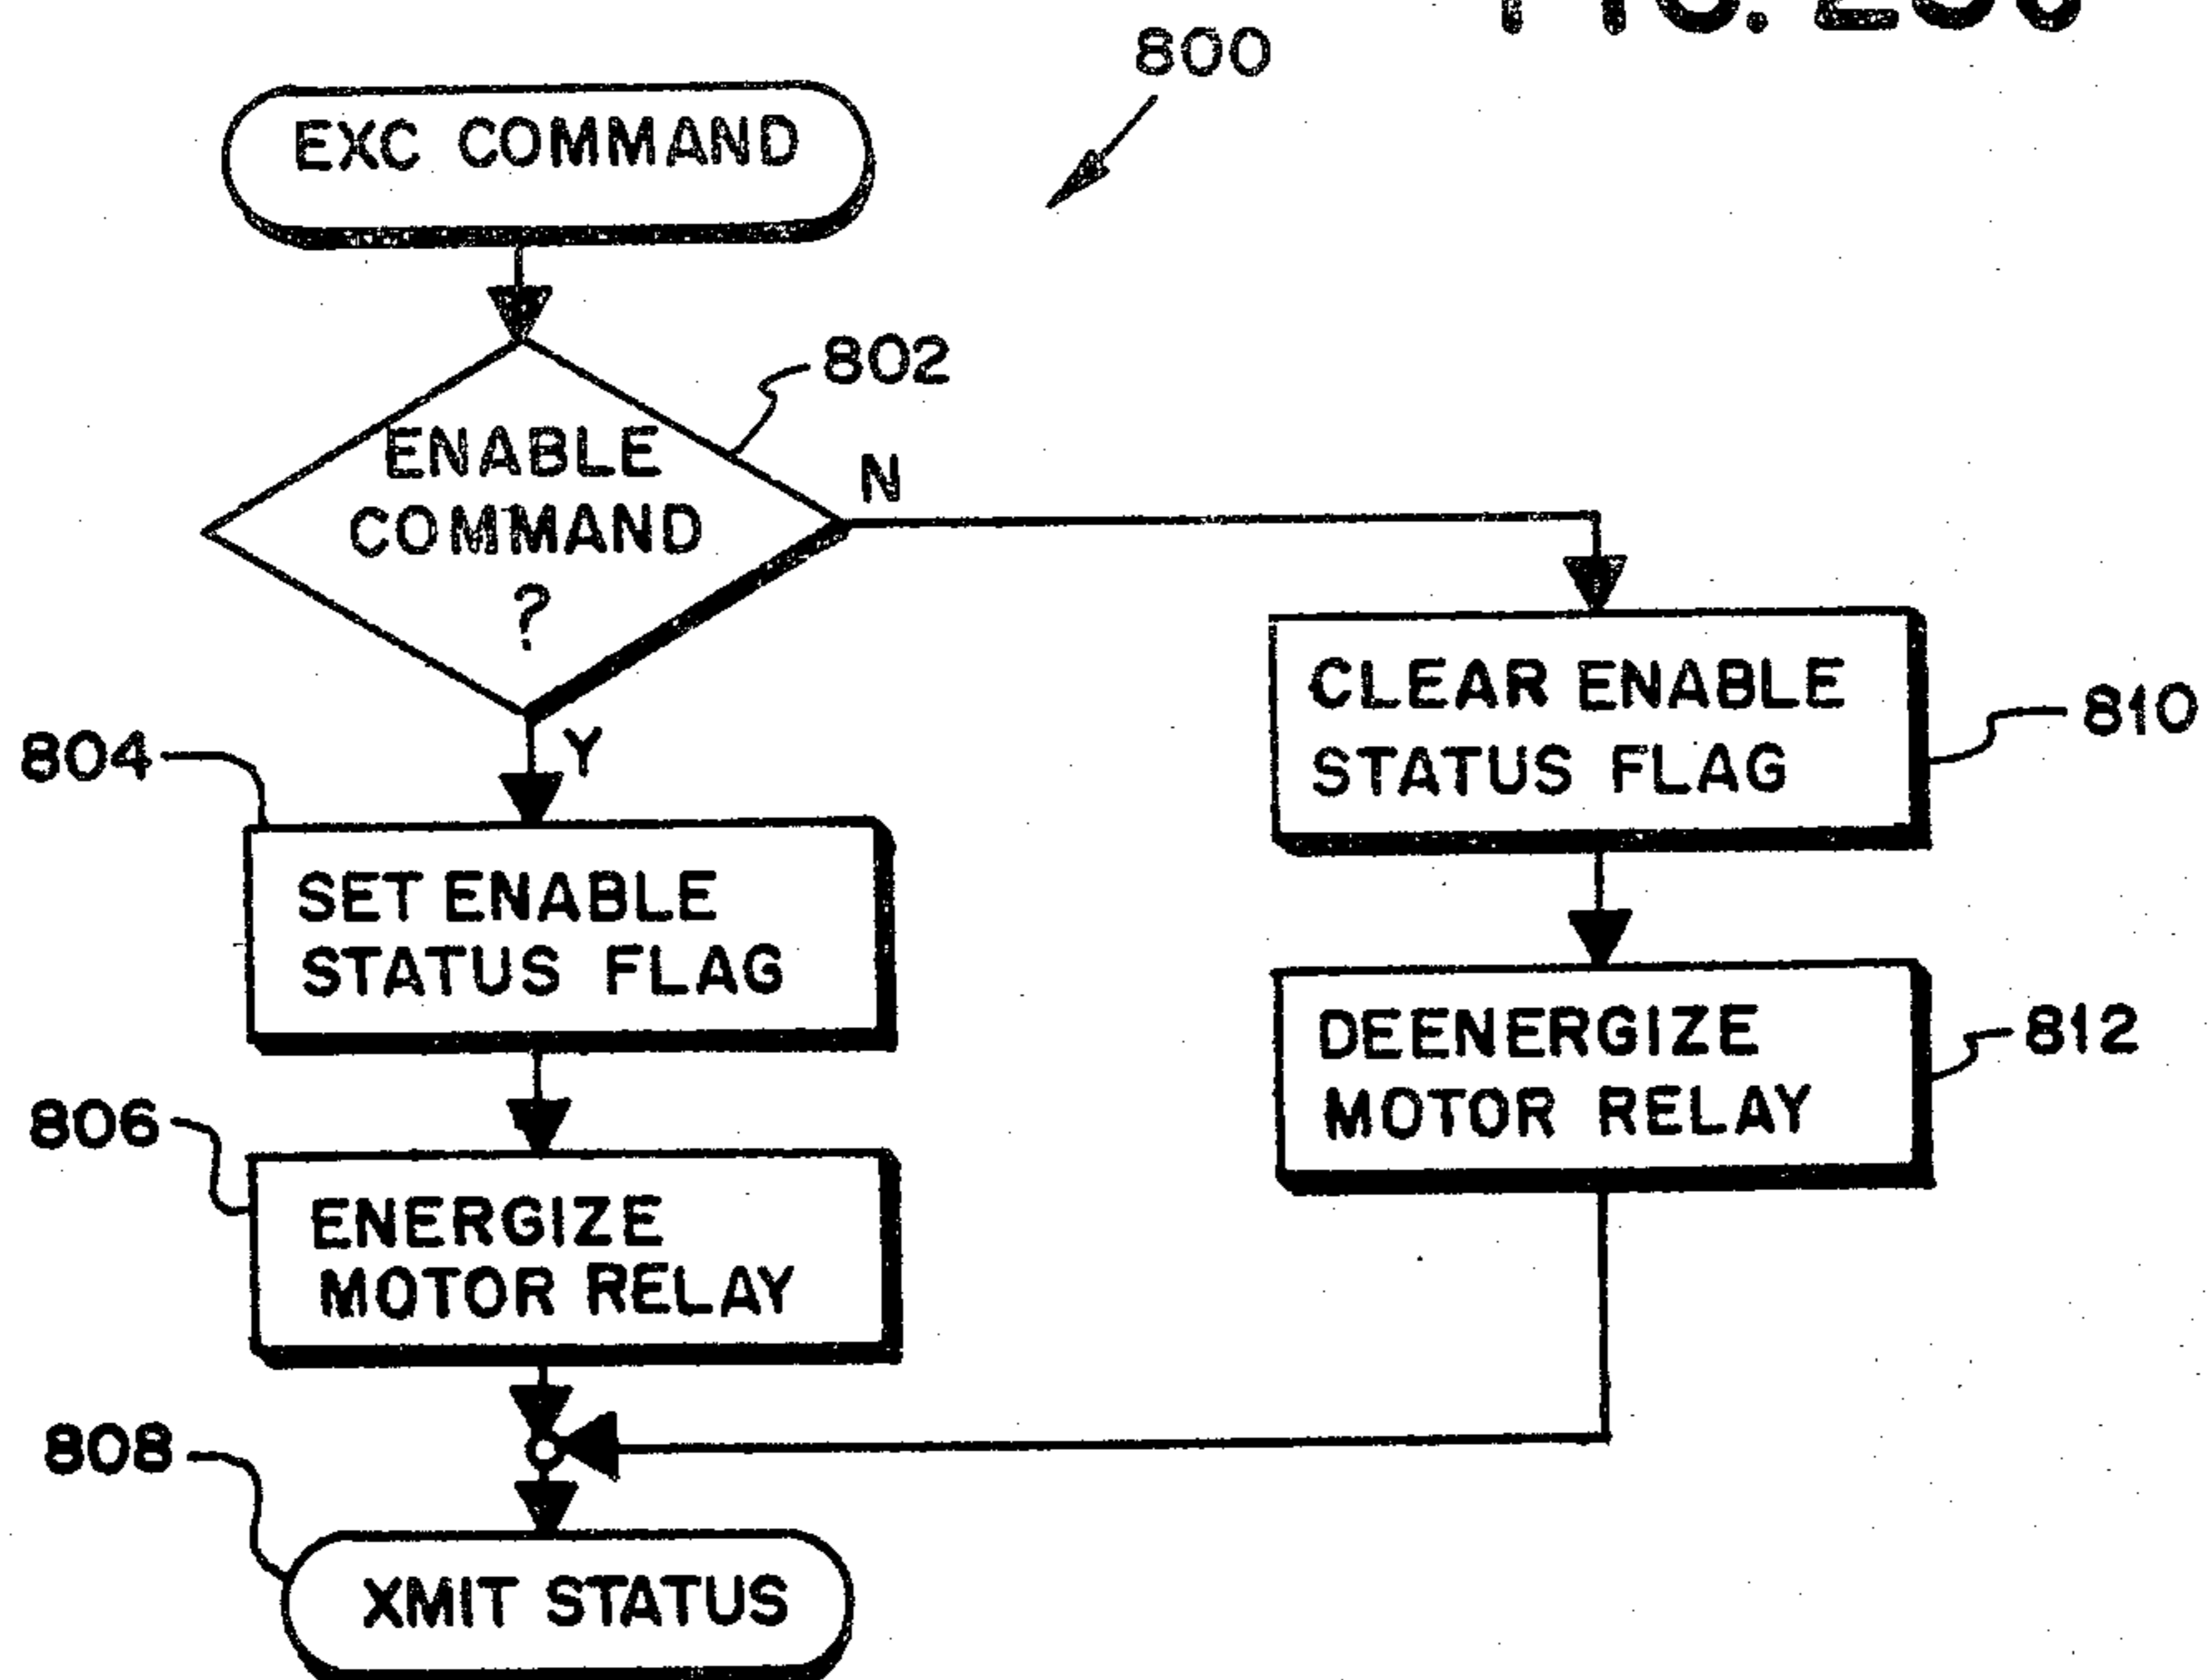 800
EXC COMMAND
802
ENABLE
COMMAND
?
N
Y
CLEAR ENABLE
STATUS FLAG
810
804
SET ENABLE
STATUS FLAG
DEENERGIZE
MOTOR RELAY
812
806
ENERGIZE
MOTOR RELAY
808
XMIT STATUS